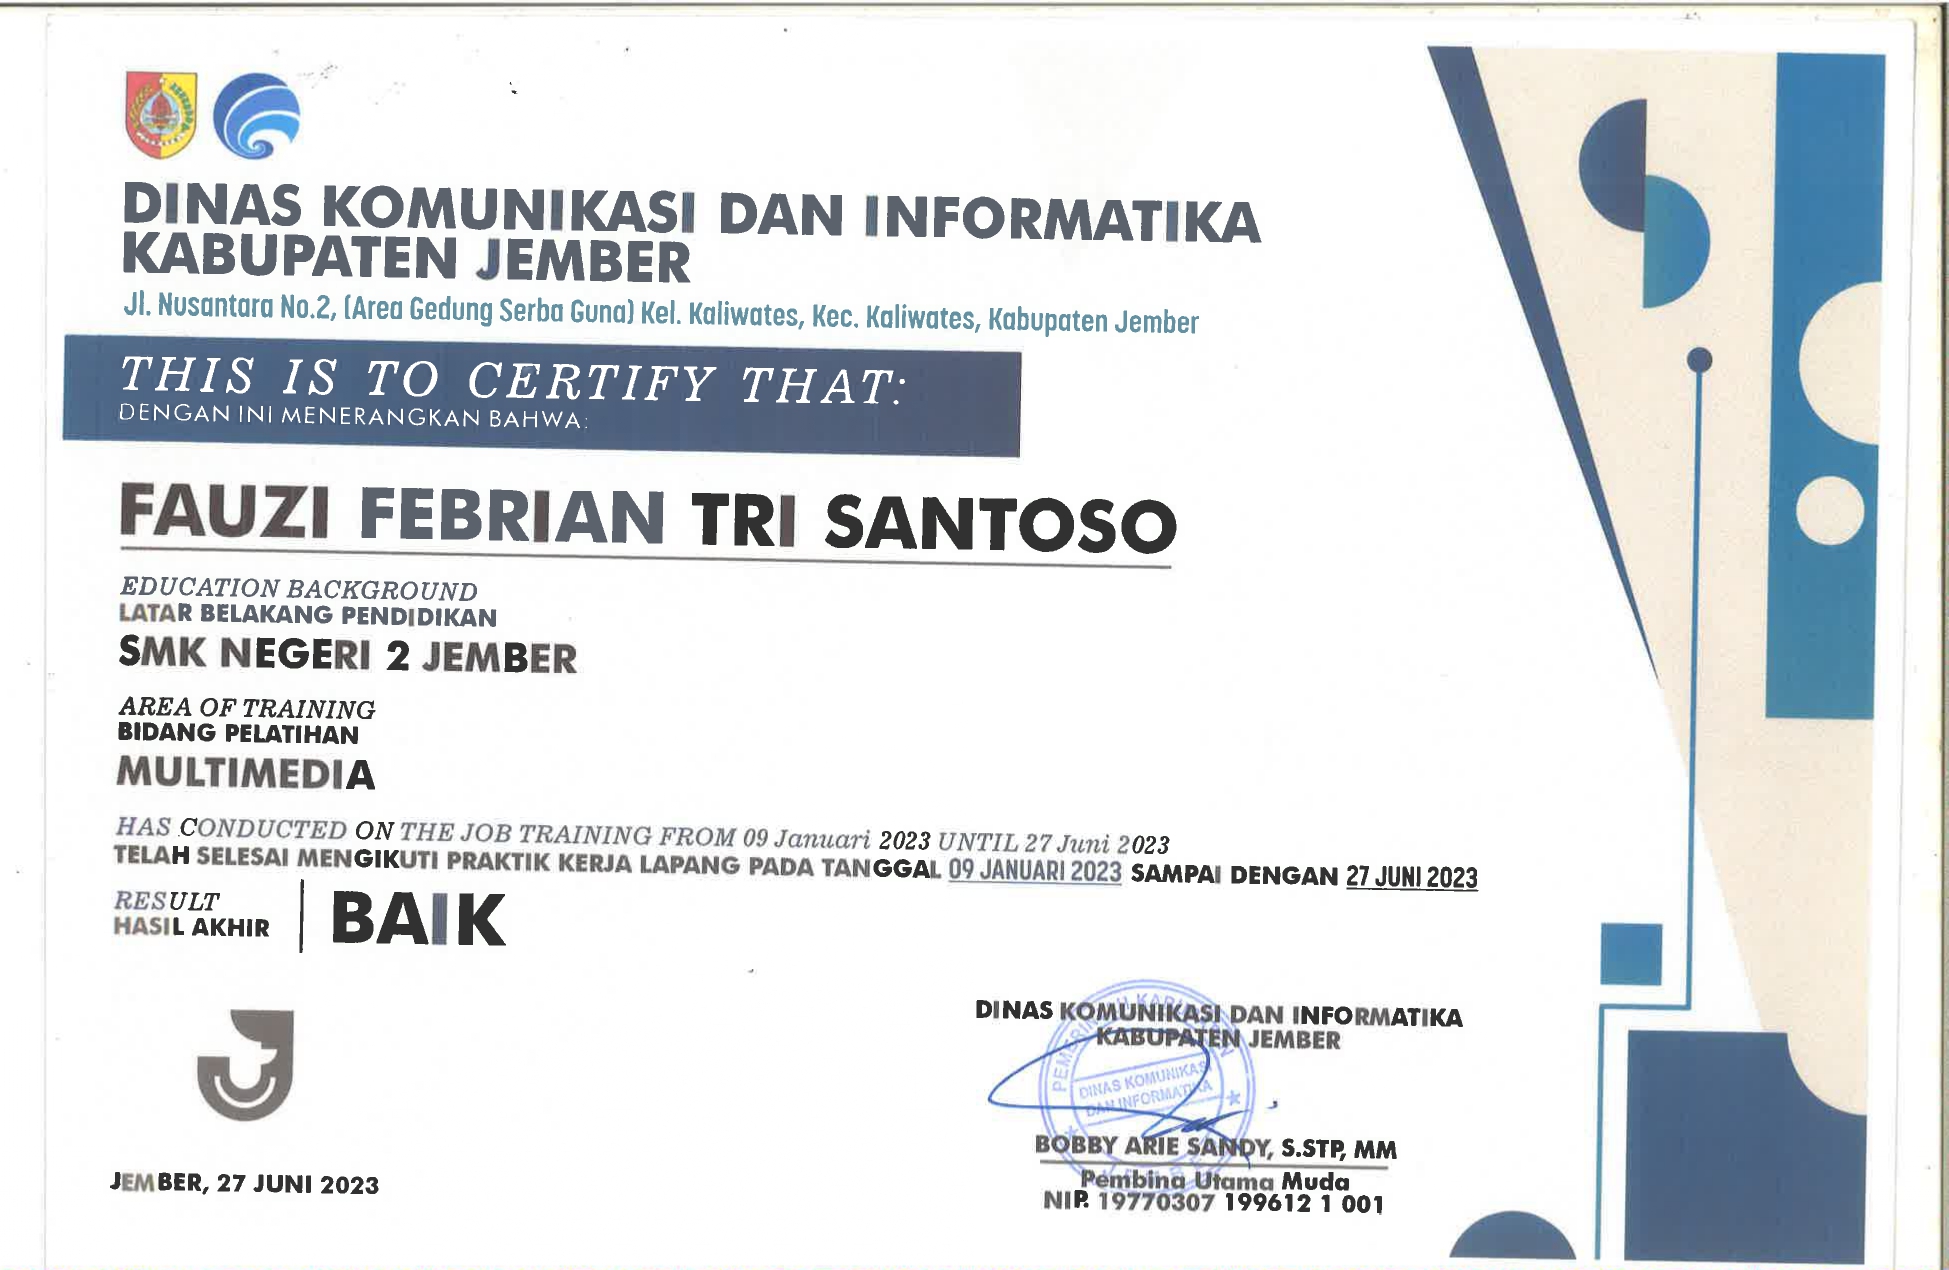 DINAS KOMUNIKASI DAN INFORMATIKA
KABUPATEN JEMBER
Jl. Nusantara No.2, (Area Gedung Serba Guna) Kel. Kaliwates, Kec. Kaliwates, Kabupaten Jember
THIS IS TO CERTIFY THAT:
DENGAN INI MENERANGKAN BAHWA:
FAUZI FEBRIAN TRI SANTOSO
EDUCATION BACKGROUND
LATAR BELAKANG PENDIDIKAN
SMK NEGERI 2 JEMBER
AREA OF TRAINING
BIDANG PELATIHAN
MULTIMEDIA
HAS CONDUCTED ON THE JOB TRAINING FROM 09 Januari 2023 UNTIL 27 Juni 2023
TELAH SELESAI MENGIKUTI PRAKTIK KERJA LAPANG PADA TANGGAL 09 JANUARI 2023 SAMPAI DENGAN 27 JUNI 2023
RESULT
HASIL AKHIR
BAIK
DINAS KOMUNIKASI DAN INFORMATIKA
KABUPATEN JEMBER
DINAS KOMUNIKASI
DAN INFORMATIKA
BOBBY ARIE SANDY, S.STP, MM
Pembina Utama Muda
NIP. 19770307 199612 1 001
JEMBER, 27 JUNI 2023